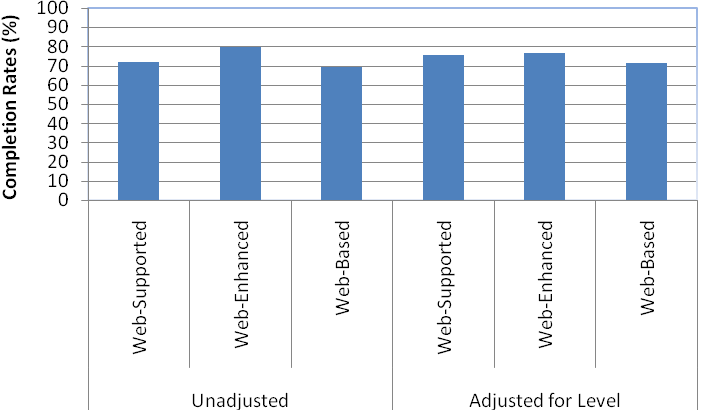 Completion Rates (%)
100
90
80
70
60
50
40
30
20
10
0
Web-Supported
Web-Enhanced
Web-Based
Web-Supported
Web-Enhanced
Web-Based
Unadjusted
Adjusted for Level